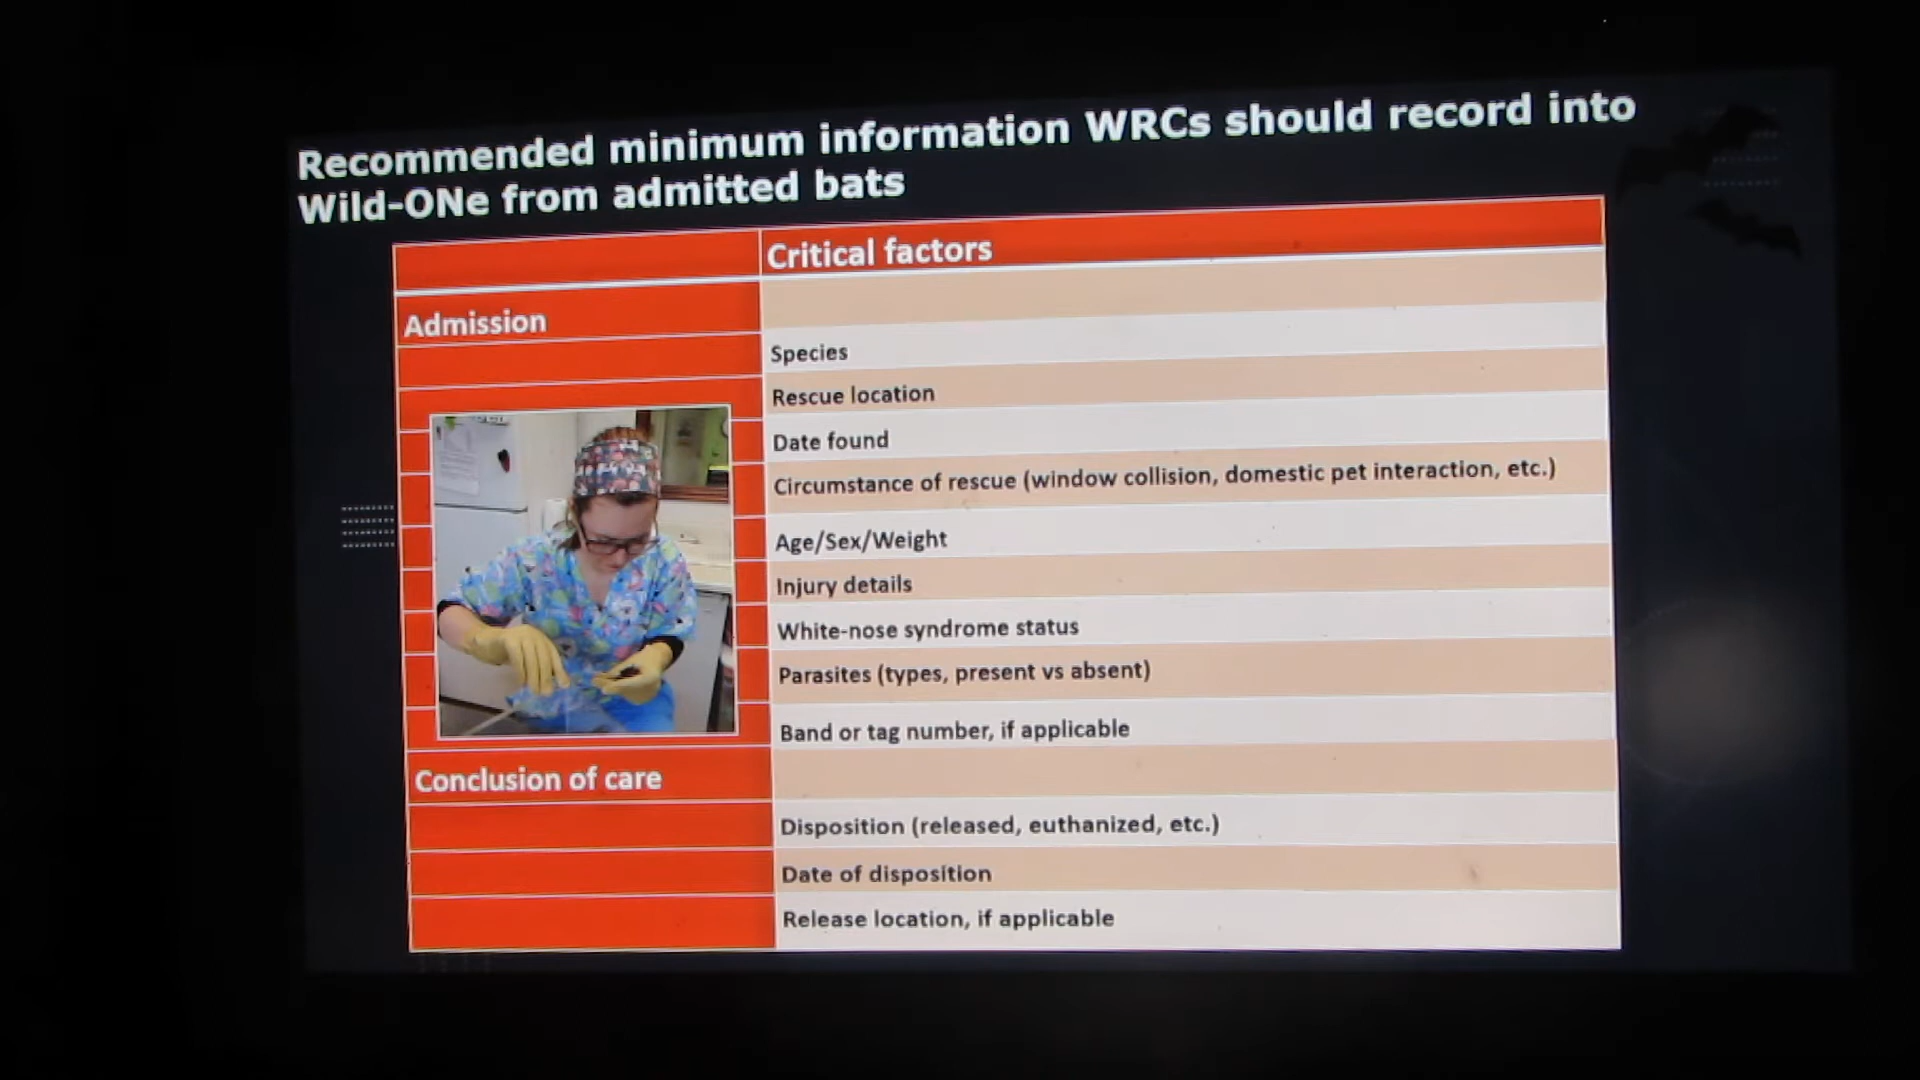 Recommended minimum information WRCs should record into
Wild-ONe from admitted bats
Critical factors
Admission
Species
Rescue location
Date found
Circumstance of rescue (window collision, domestic pet interaction, etc.)
Age/Sex/Weight
Injury details
White-nose syndrome status
Parasites (types, present vs absent)
Band or tag number, if applicable
Conclusion of care
Disposition (released, euthanized, etc.)
Date of disposition
Release location, if applicable